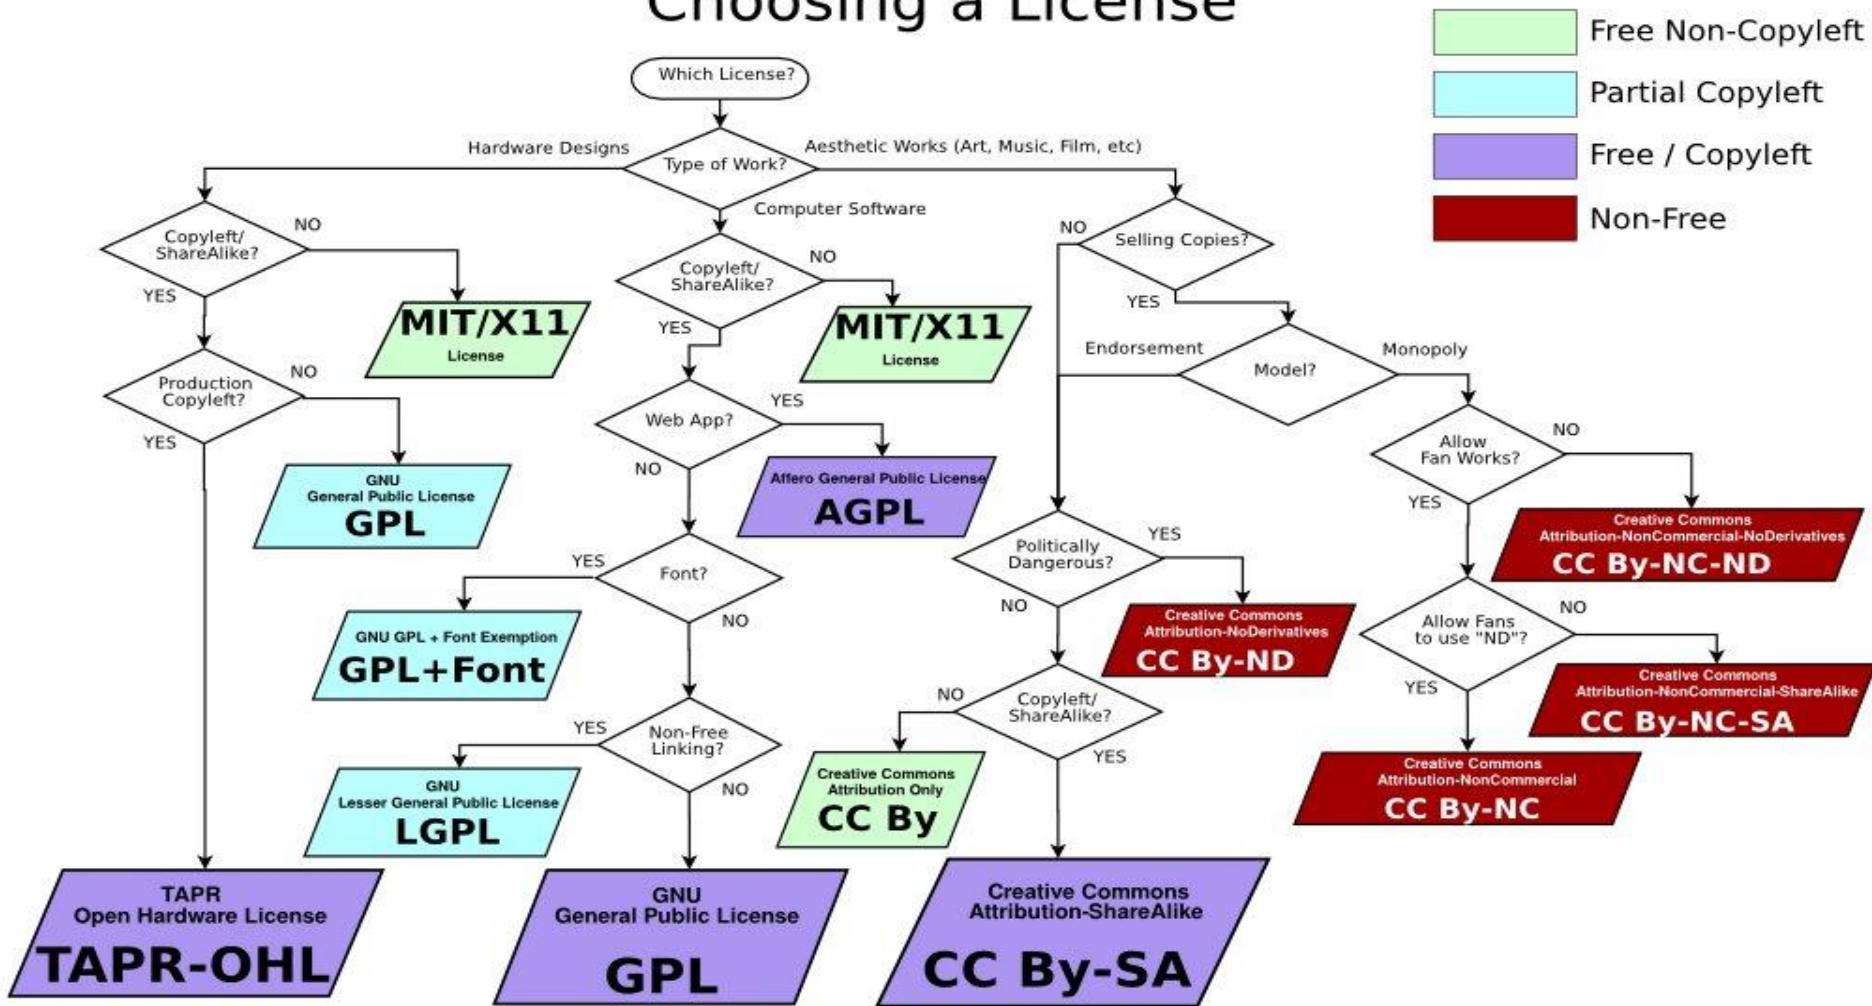 Choosing a License
Free Non-Copyleft
Partial Copyleft
Free / Copyleft
Non-Free
Which License?
Hardware Designs
Type of Work?
Aesthetic Works (Art, Music, Film, etc)
Computer Software
Copyleft/
ShareAlike?
NO
YES
MIT/X11
License
Production
Copyleft?
NO
YES
GNU
General Public License
GPL
TAPR
Open Hardware License
TAPR-OHL
Copyleft/
ShareAlike?
NO
YES
MIT/X11
License
Web App?
YES
NO
Affero General Public License
AGPL
Font?
YES
NO
GNU GPL + Font Exemption
GPL+Font
Non-Free
Linking?
YES
NO
GNU
Lesser General Public License
LGPL
GNU
General Public License
GPL
Selling Copies?
NO
YES
Model?
Endorsement
Monopoly
Politically
Dangerous?
YES
NO
Creative Commons
Attribution-NoDerivatives
CC By-ND
Copyleft/
ShareAlike?
NO
YES
Creative Commons
Attribution Only
CC By
Creative Commons
Attribution-ShareAlike
CC By-SA
Allow
Fan Works?
NO
YES
Creative Commons
Attribution-NonCommercial-NoDerivatives
CC By-NC-ND
Allow Fans
to use "ND"?
NO
YES
Creative Commons
Attribution-NonCommercial-ShareAlike
CC By-NC-SA
Creative Commons
Attribution-NonCommercial
CC By-NC